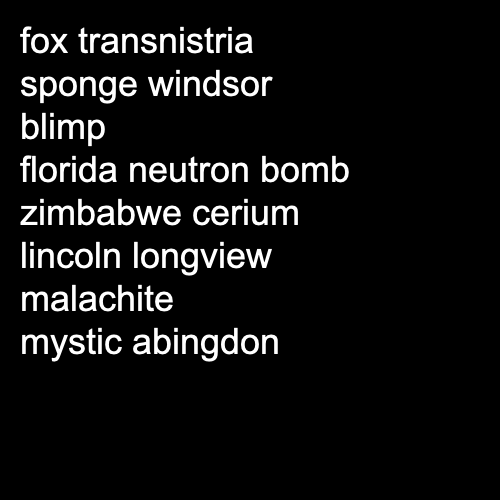 fox transnistria
sponge windsor
blimp
florida neutron bomb
zimbabwe cerium
lincoln longview
malachite
mystic abingdon